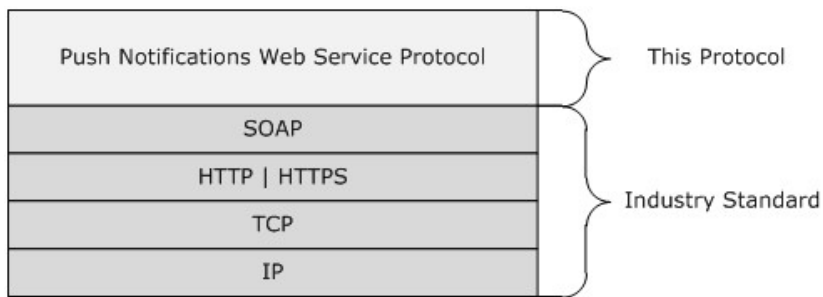 Push Notifications Web Service Protocol
This Protocol
SOAP
HTTP | HTTPS
Industry Standard
TCP
IP